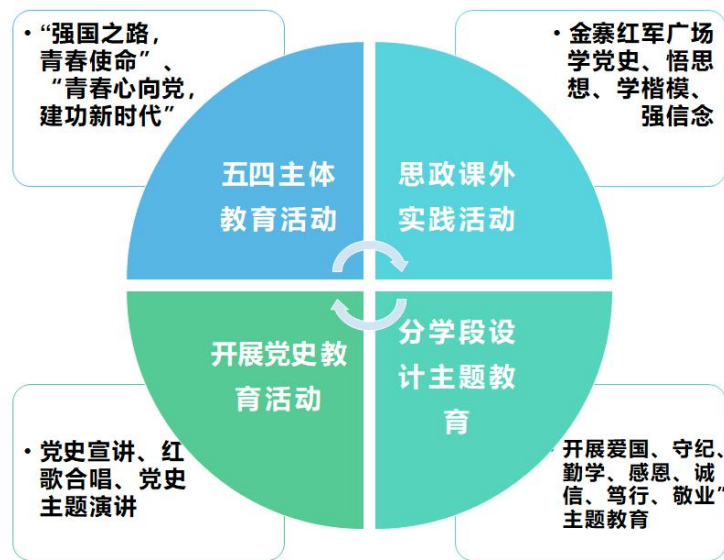 • “强国之路，
青春使命”、
“青春心向党，
建功新时代”
• 金寨红军广场
学党史、悟思
想、学楷模、
强信念
五四主体
教育活动
思政课外
实践活动
开展党史教
育活动
分学段设
计主题教
育
• 党史宣讲、红
歌合唱、党史
主题演讲
开展爱国、守纪、
勤学、感恩、诚
信、笃行、敬业”
主题教育